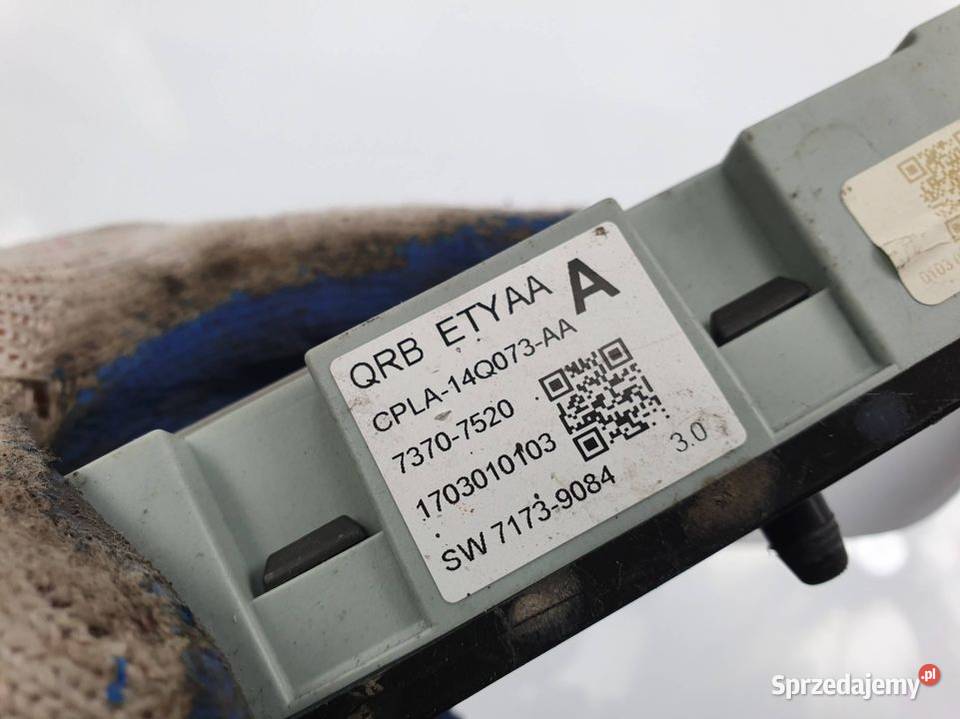 QRB ETYAA A
CPLA-14Q073-AA
7370-7520
1703010103
SW 7173-9084
3.0
Sprzedajemy.pl